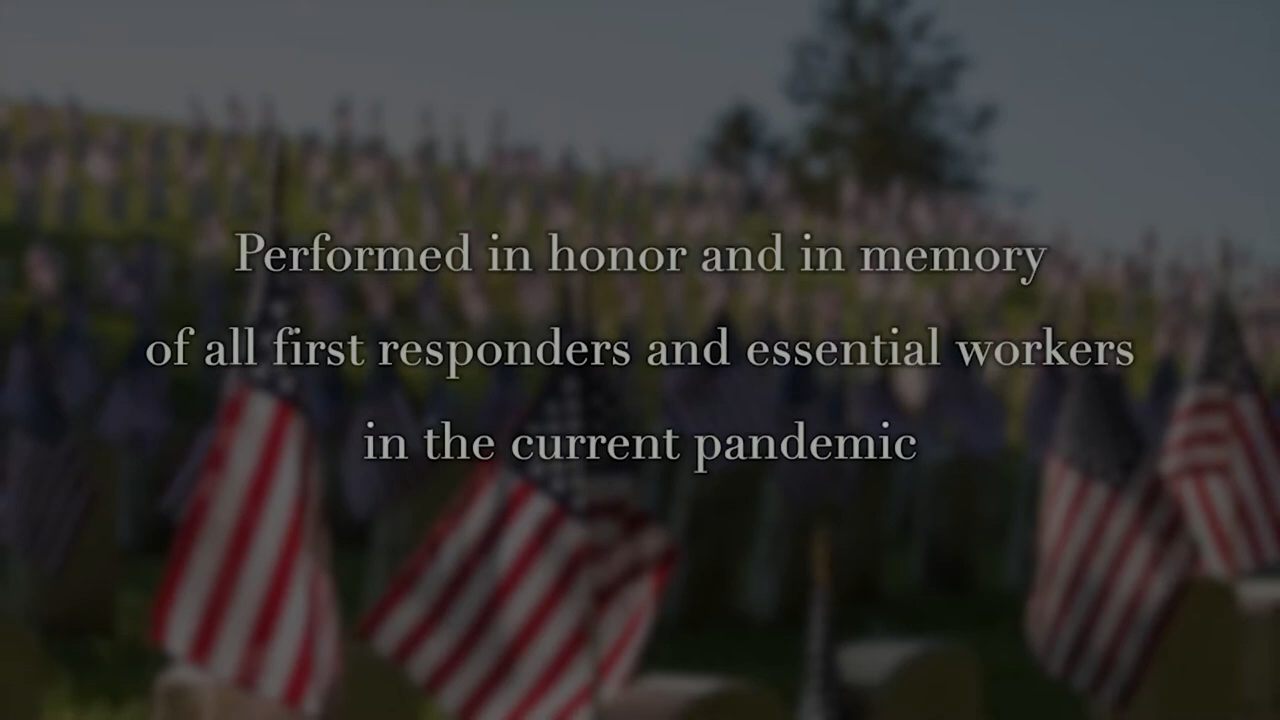 Performed in honor and in memory
of all first responders and essential workers
in the current pandemic